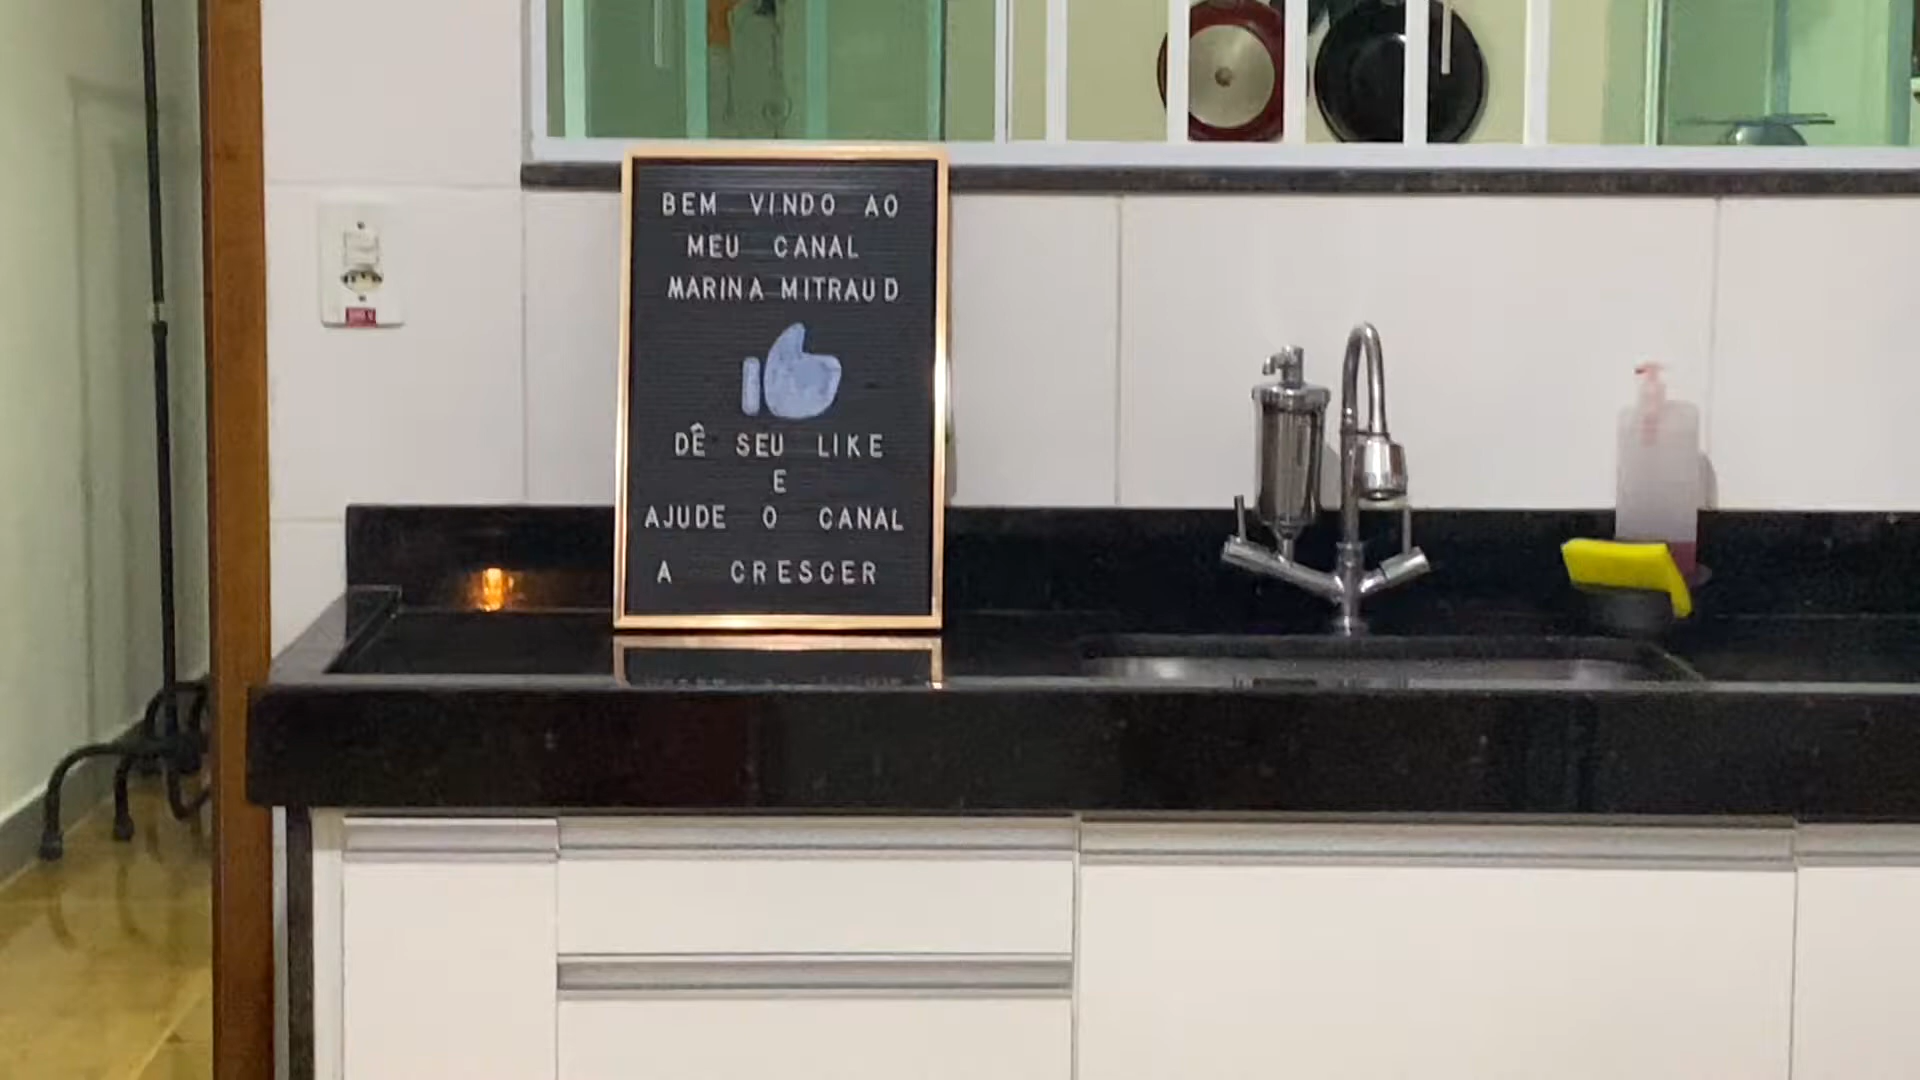 BEM VINDO AO
MEU CANAL
MARINA MITRAUD
DÊ SEU LIKE
E
AJUDE O CANAL
A CRESCER